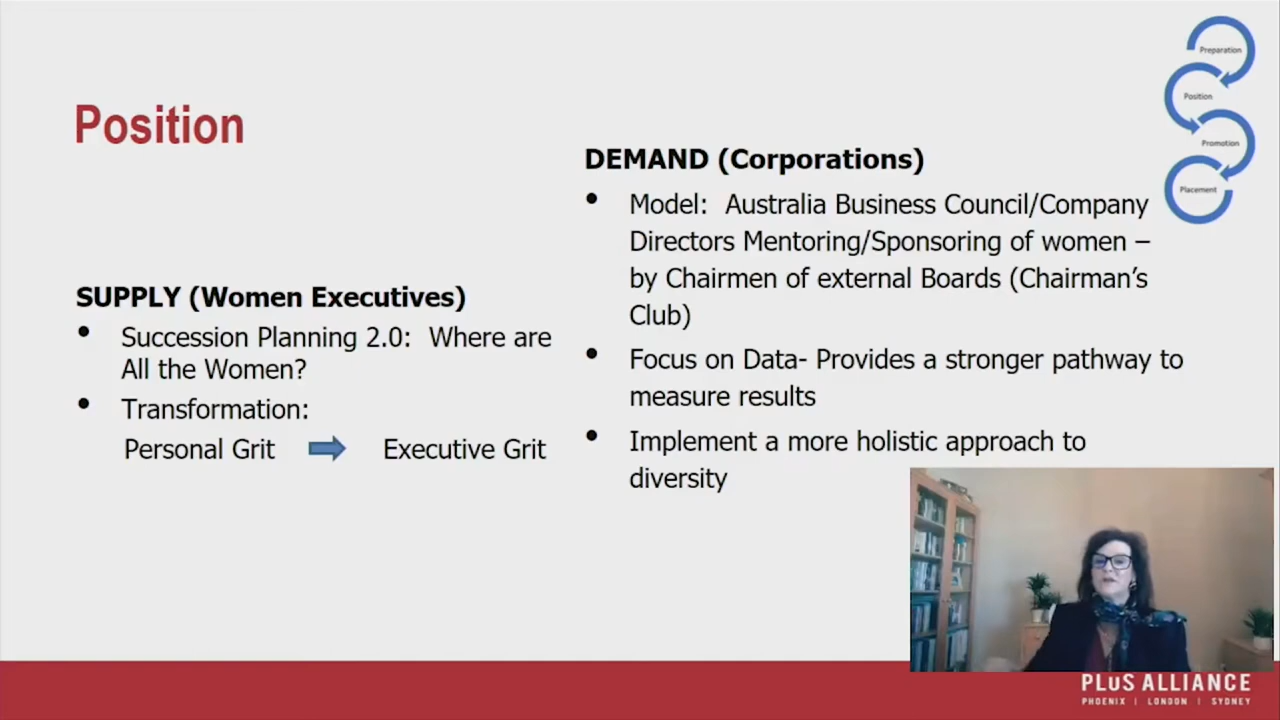 Position
SUPPLY (Women Executives)
• Succession Planning 2.0: Where are
All the Women?
• Transformation:
Personal Grit Executive Grit
DEMAND (Corporations)
• Model: Australia Business Council/Company
Directors Mentoring/Sponsoring of women –
by Chairmen of external Boards (Chairman’s
Club)
• Focus on Data- Provides a stronger pathway to
measure results
• Implement a more holistic approach to
diversity
Preparation
Position
Promotion
Placement
PLuS ALLIANCE
PHOENIX | LONDON | SYDNEY